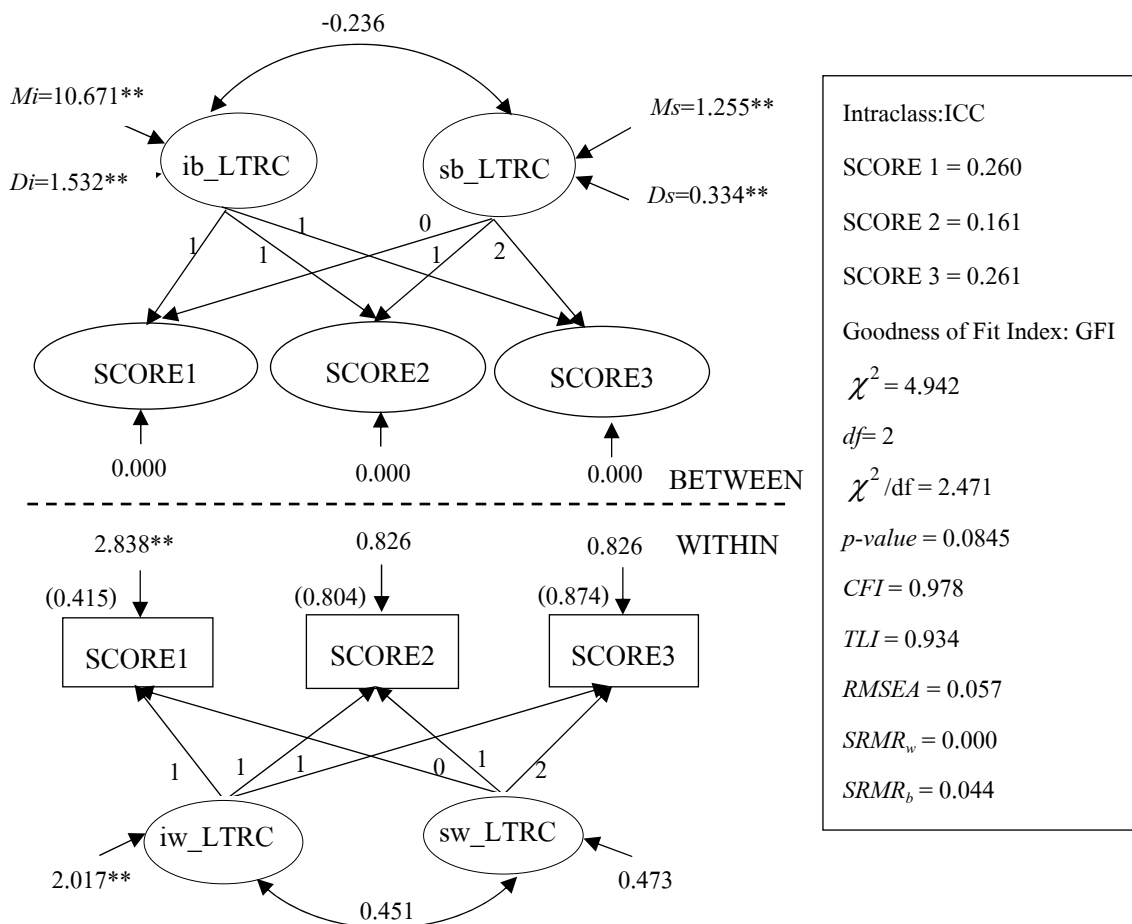 -0.236
Mi=10.671**
Ms=1.255**
ib_LTRC
sb_LTRC
Di=1.532**
Ds=0.334**
1
1
1
0
1
2
SCORE1
SCORE2
SCORE3
0.000
0.000
0.000
BETWEEN
WITHIN
2.838**
0.826
0.826
(0.415)
(0.804)
(0.874)
SCORE1
SCORE2
SCORE3
1
1
1
0
1
2
iw_LTRC
sw_LTRC
2.017**
0.451
0.473
Intraclass:ICC
SCORE 1 = 0.260
SCORE 2 = 0.161
SCORE 3 = 0.261
Goodness of Fit Index: GFI
χ² = 4.942
df= 2
χ² /df = 2.471
p-value = 0.0845
CFI = 0.978
TLI = 0.934
RMSEA = 0.057
SRMR_w = 0.000
SRMR_b = 0.044